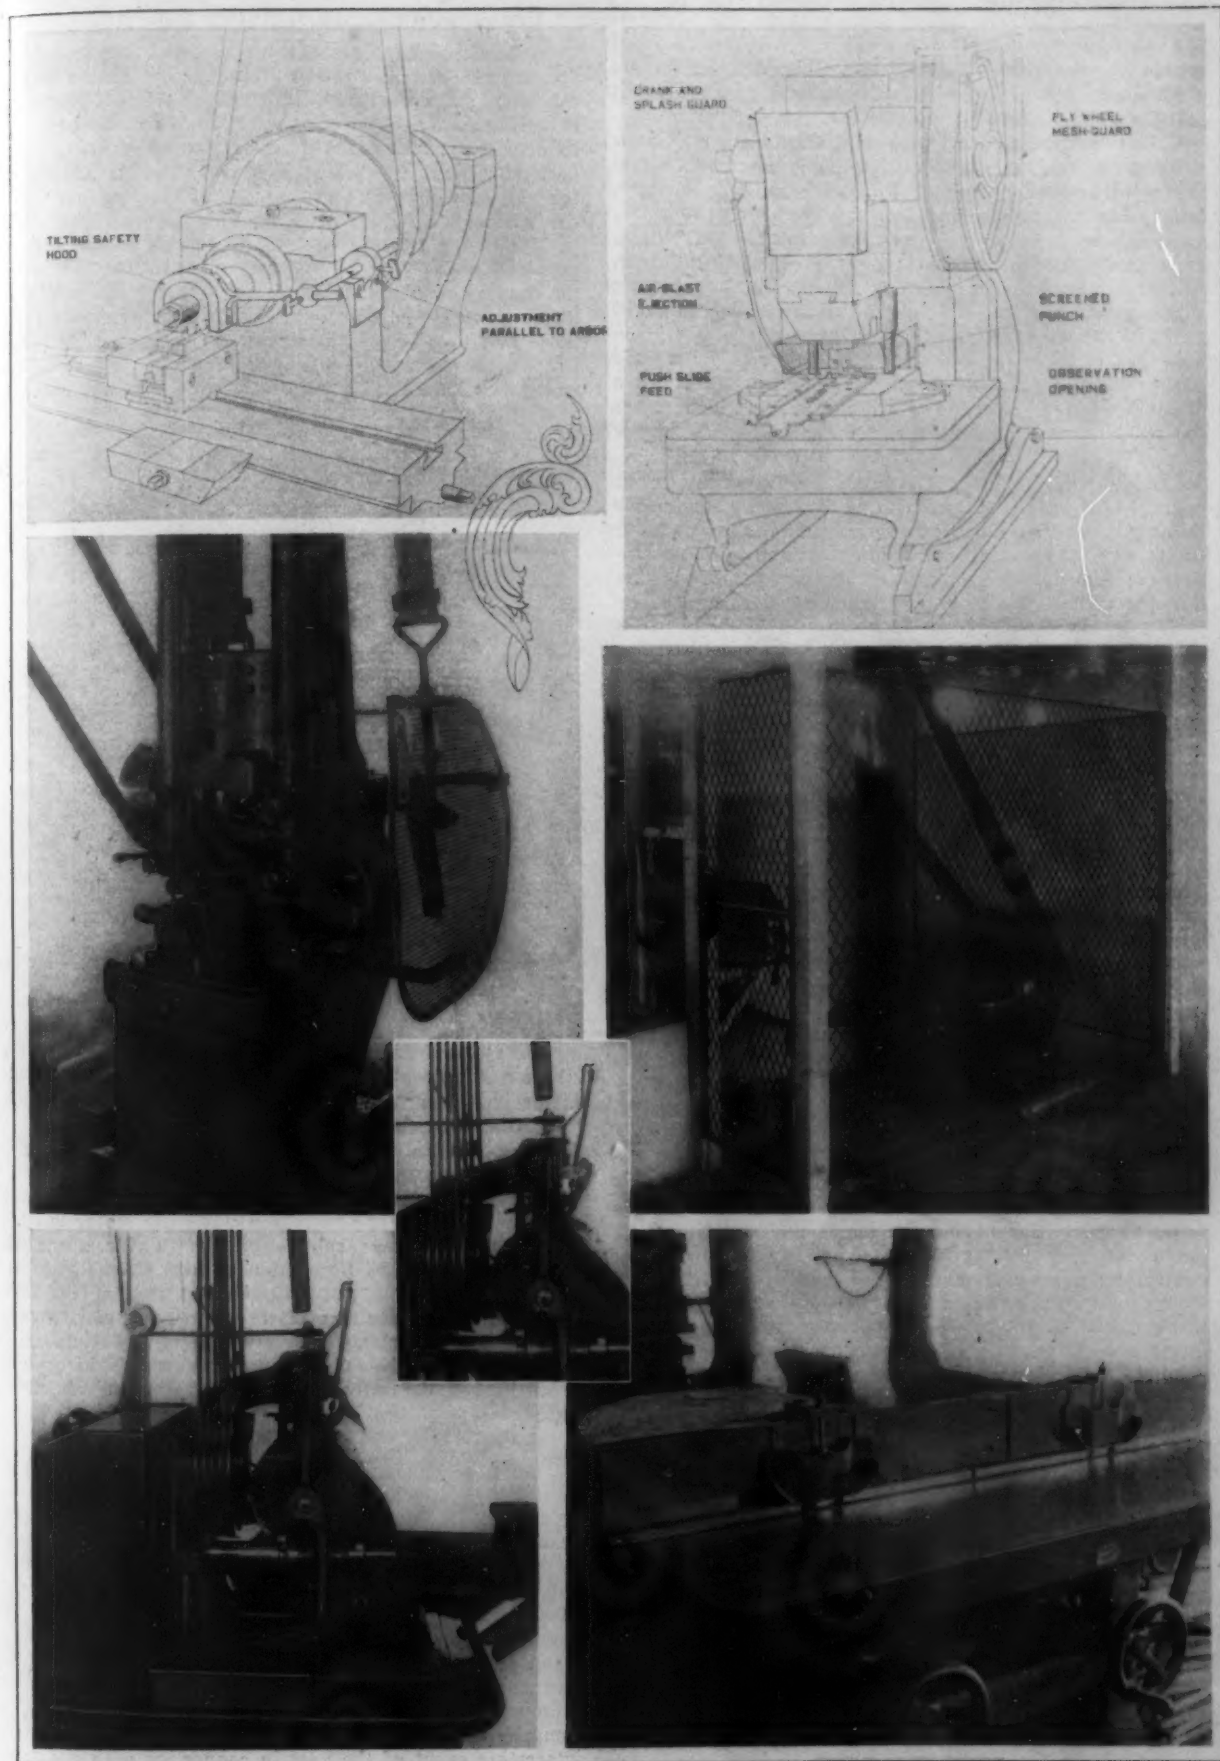 TILTING SAFETY
HOOD
ADJUSTMENT
PARALLEL TO ARBOR
CRANK AND
SPLASH GUARD
FLY WHEEL
MESH-GUARD
AIR-BLAST
EJECTION
SCREENED
PUNCH
PUSH SLIDE
FEED
OBSERVATION
OPENING